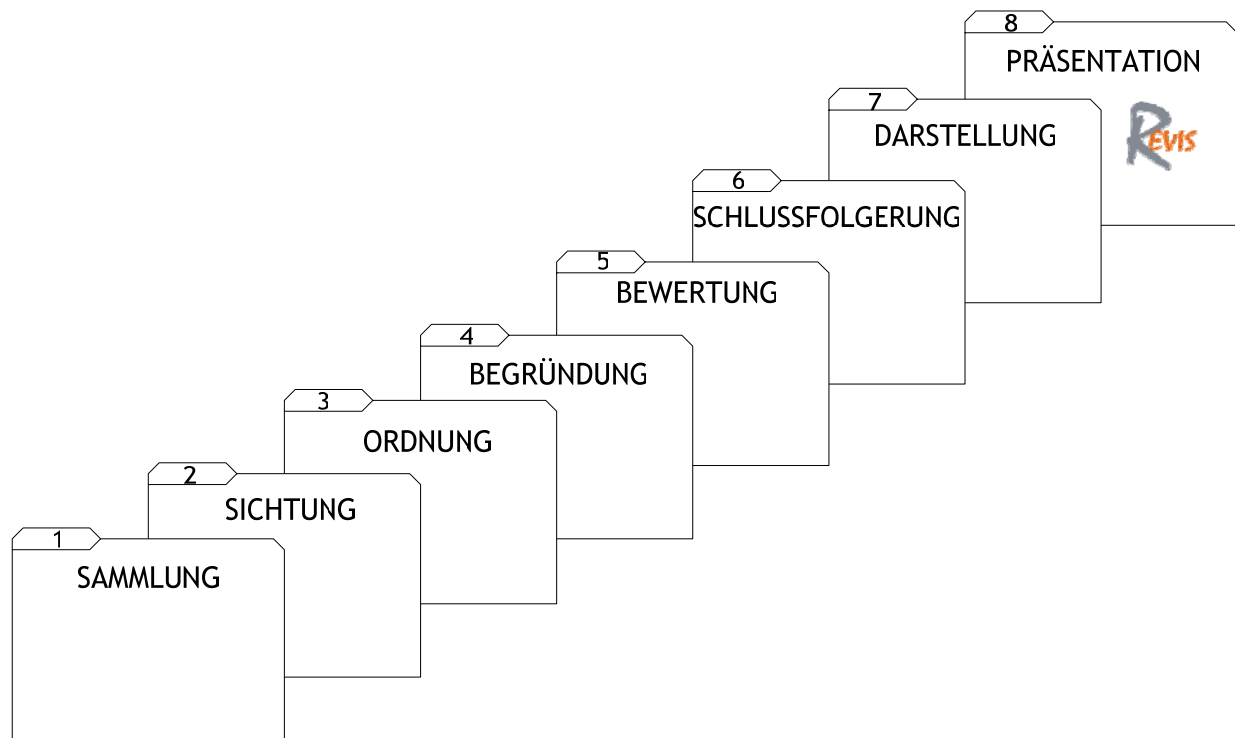 8
PRÄSENTATION
REVIS
7
DARSTELLUNG
6
SCHLUSSFOLGERUNG
5
BEWERTUNG
4
BEGRÜNDUNG
3
ORDNUNG
2
SICHTUNG
1
SAMMLUNG